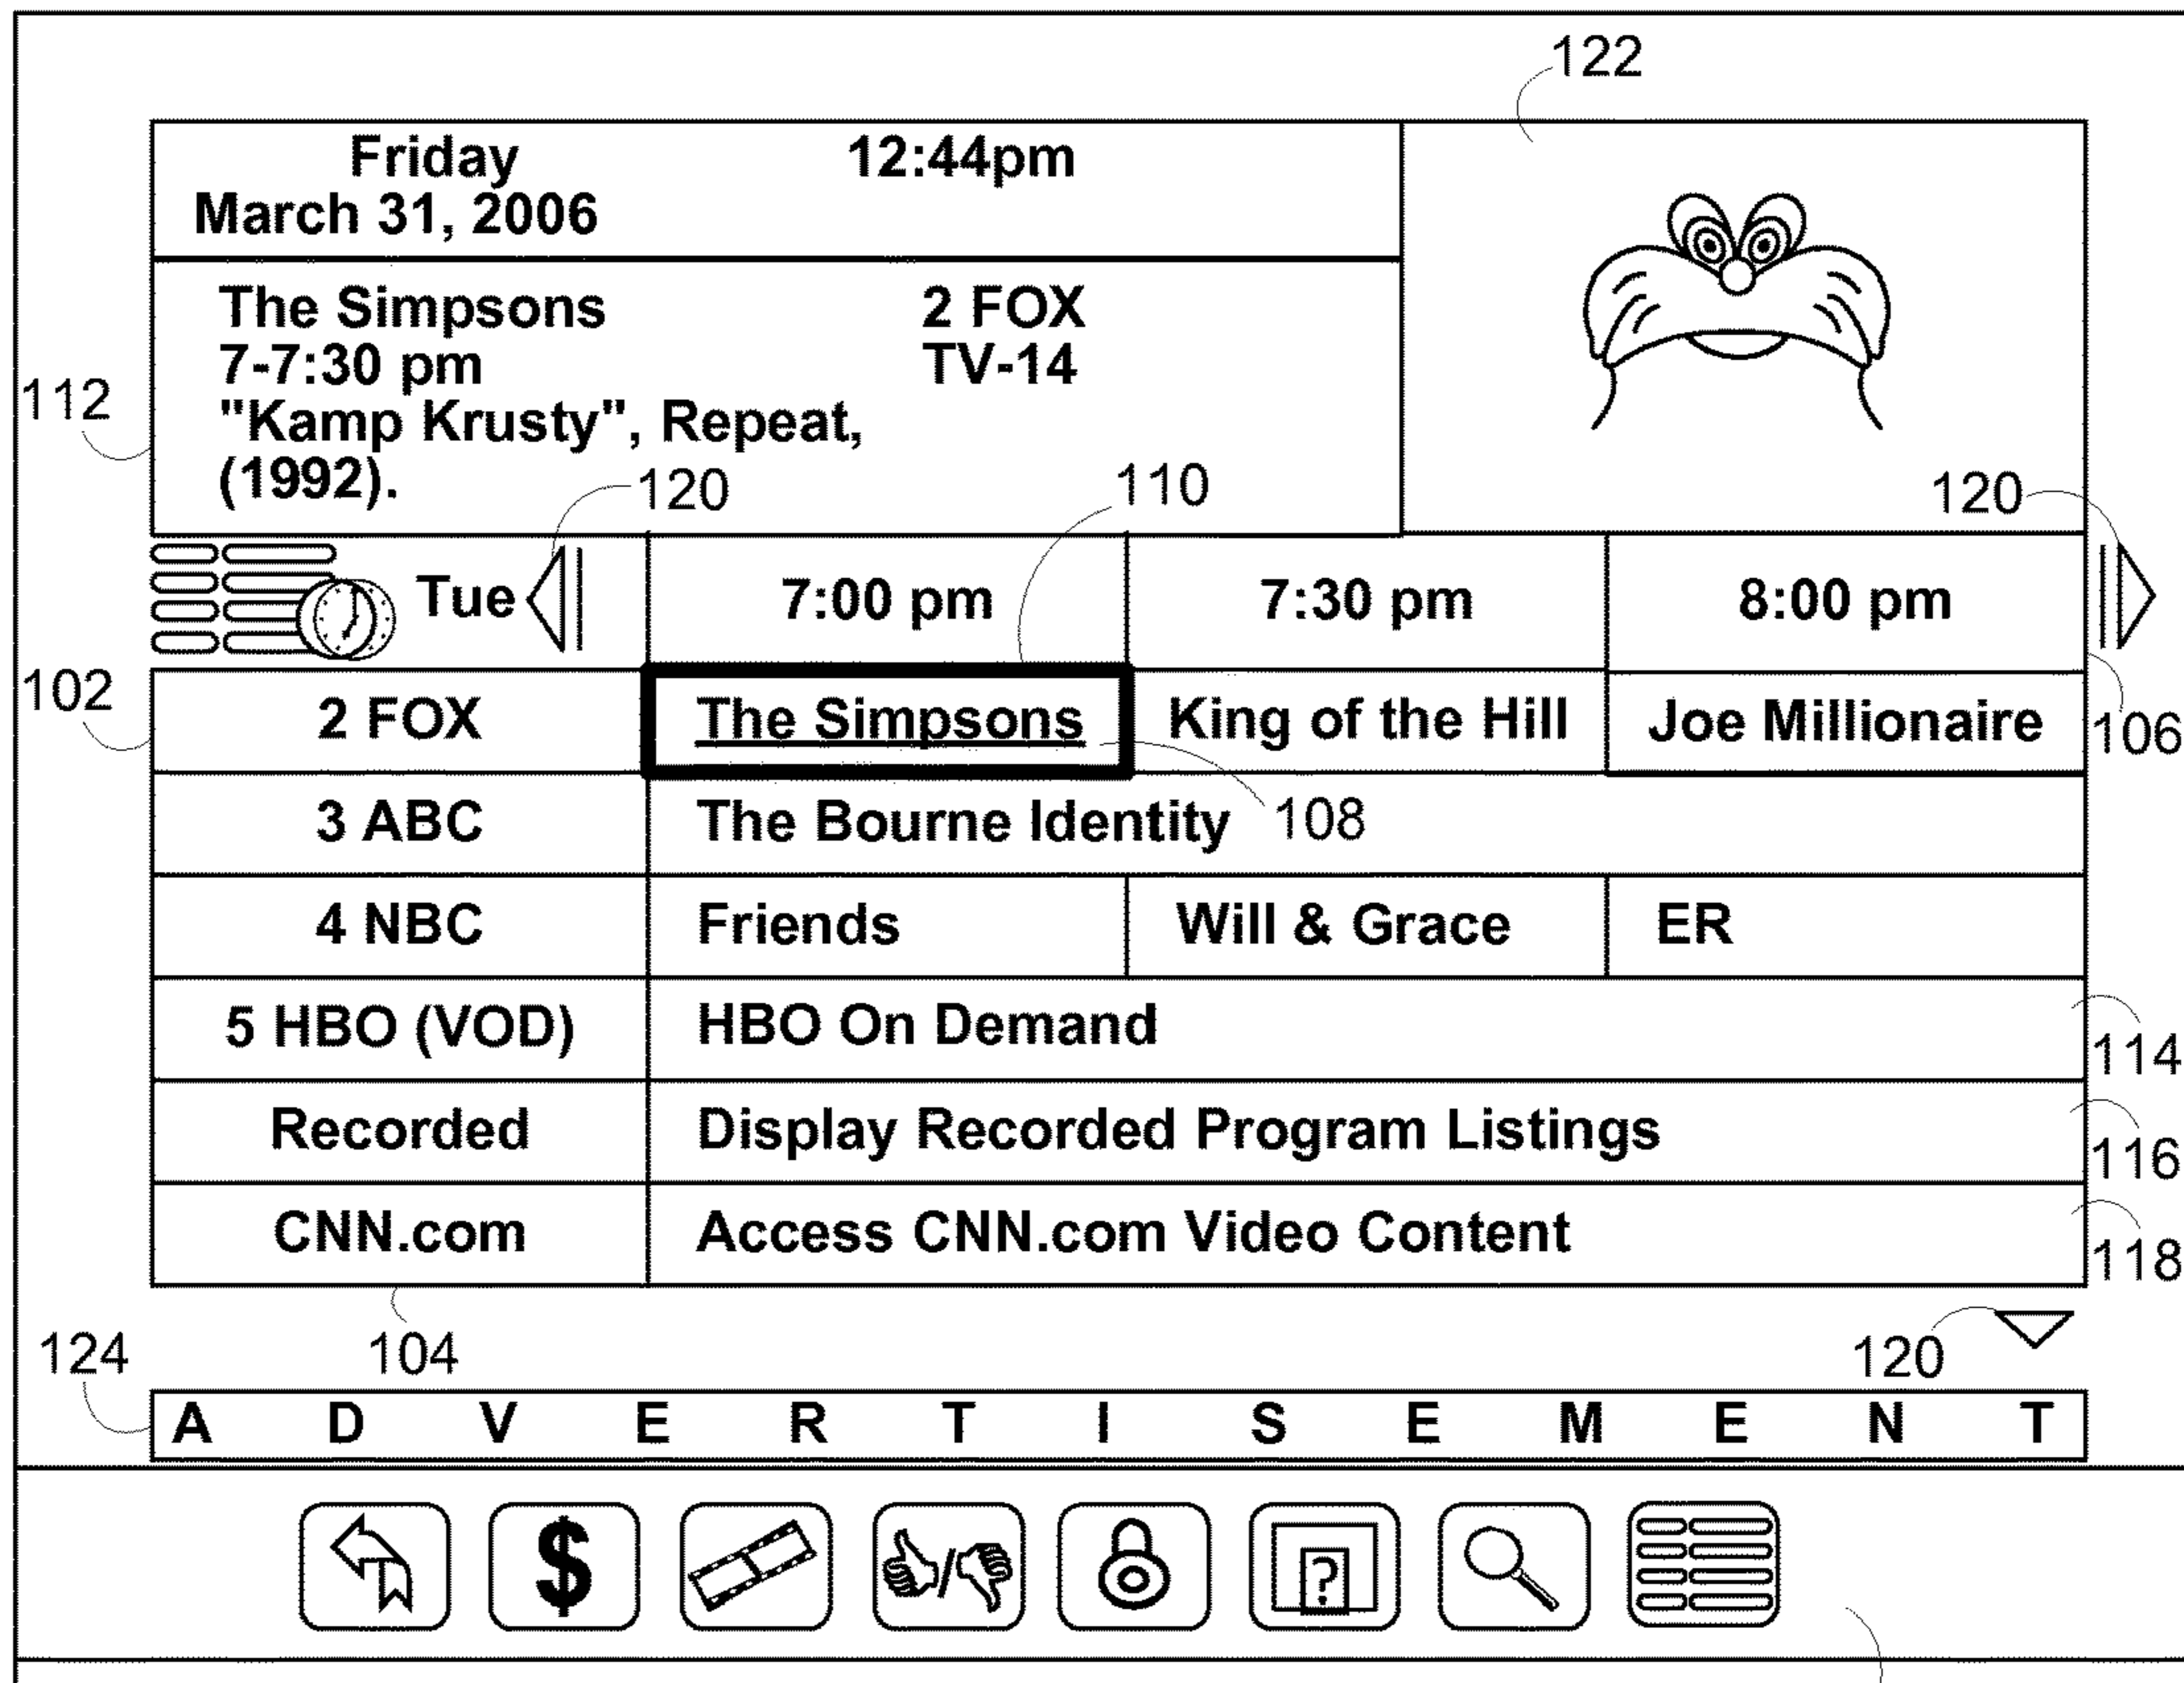 122
Friday 12:44pm
March 31, 2006
The Simpsons 2 FOX
7-7:30 pm TV-14
112
"Kamp Krusty", Repeat,
(1992).
120 110 120
Tue 7:00 pm 7:30 pm 8:00 pm
102
2 FOX The Simpsons King of the Hill Joe Millionaire
106
3 ABC The Bourne Identity 108
4 NBC Friends Will & Grace ER
5 HBO (VOD) HBO On Demand
114
Recorded Display Recorded Program Listings
116
CNN.com Access CNN.com Video Content
118
124 104 120
A D V E R T I S E M E N T
$ / ?